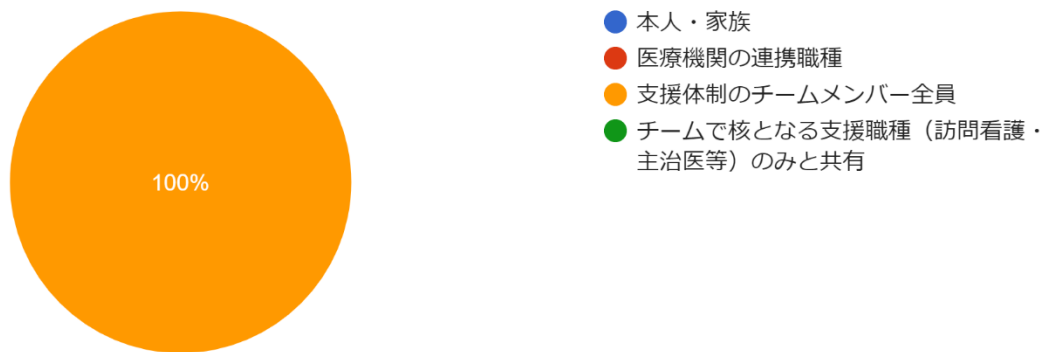 100%
本人・家族
医療機関の連携職種
支援体制のチームメンバー全員
チームで核となる支援職種（訪問看護・
主治医等）のみと共有